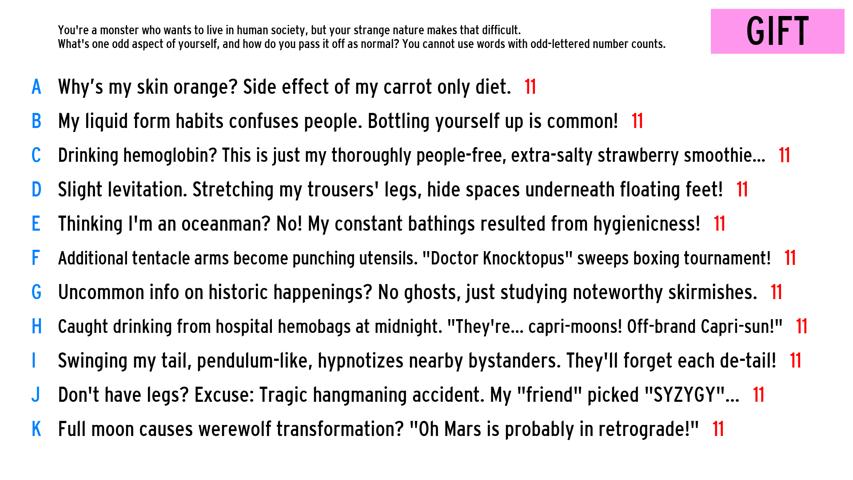 You're a monster who wants to live in human society, but your strange nature makes that difficult.
What's one odd aspect of yourself, and how do you pass it off as normal? You cannot use words with odd-lettered number counts.
GIFT
A Why's my skin orange? Side effect of my carrot only diet. 11
B My liquid form habits confuses people. Bottling yourself up is common! 11
C Drinking hemoglobin? This is just my thoroughly people-free, extra-salty strawberry smoothie... 11
D Slight levitation. Stretching my trousers' legs, hide spaces underneath floating feet! 11
E Thinking I'm an oceanman? No! My constant bathings resulted from hygienicness! 11
F Additional tentacle arms become punching utensils. "Doctor Knocktopus" sweeps boxing tournament! 11
G Uncommon info on historic happenings? No ghosts, just studying noteworthy skirmishes. 11
H Caught drinking from hospital hemobags at midnight. "They're... capri-moons! Off-brand Capri-sun!" 11
I Swinging my tail, pendulum-like, hypnotizes nearby bystanders. They'll forget each de-tail! 11
J Don't have legs? Excuse: Tragic hangmaning accident. My "friend" picked "SYZYGY"... 11
K Full moon causes werewolf transformation? "Oh Mars is probably in retrograde!" 11